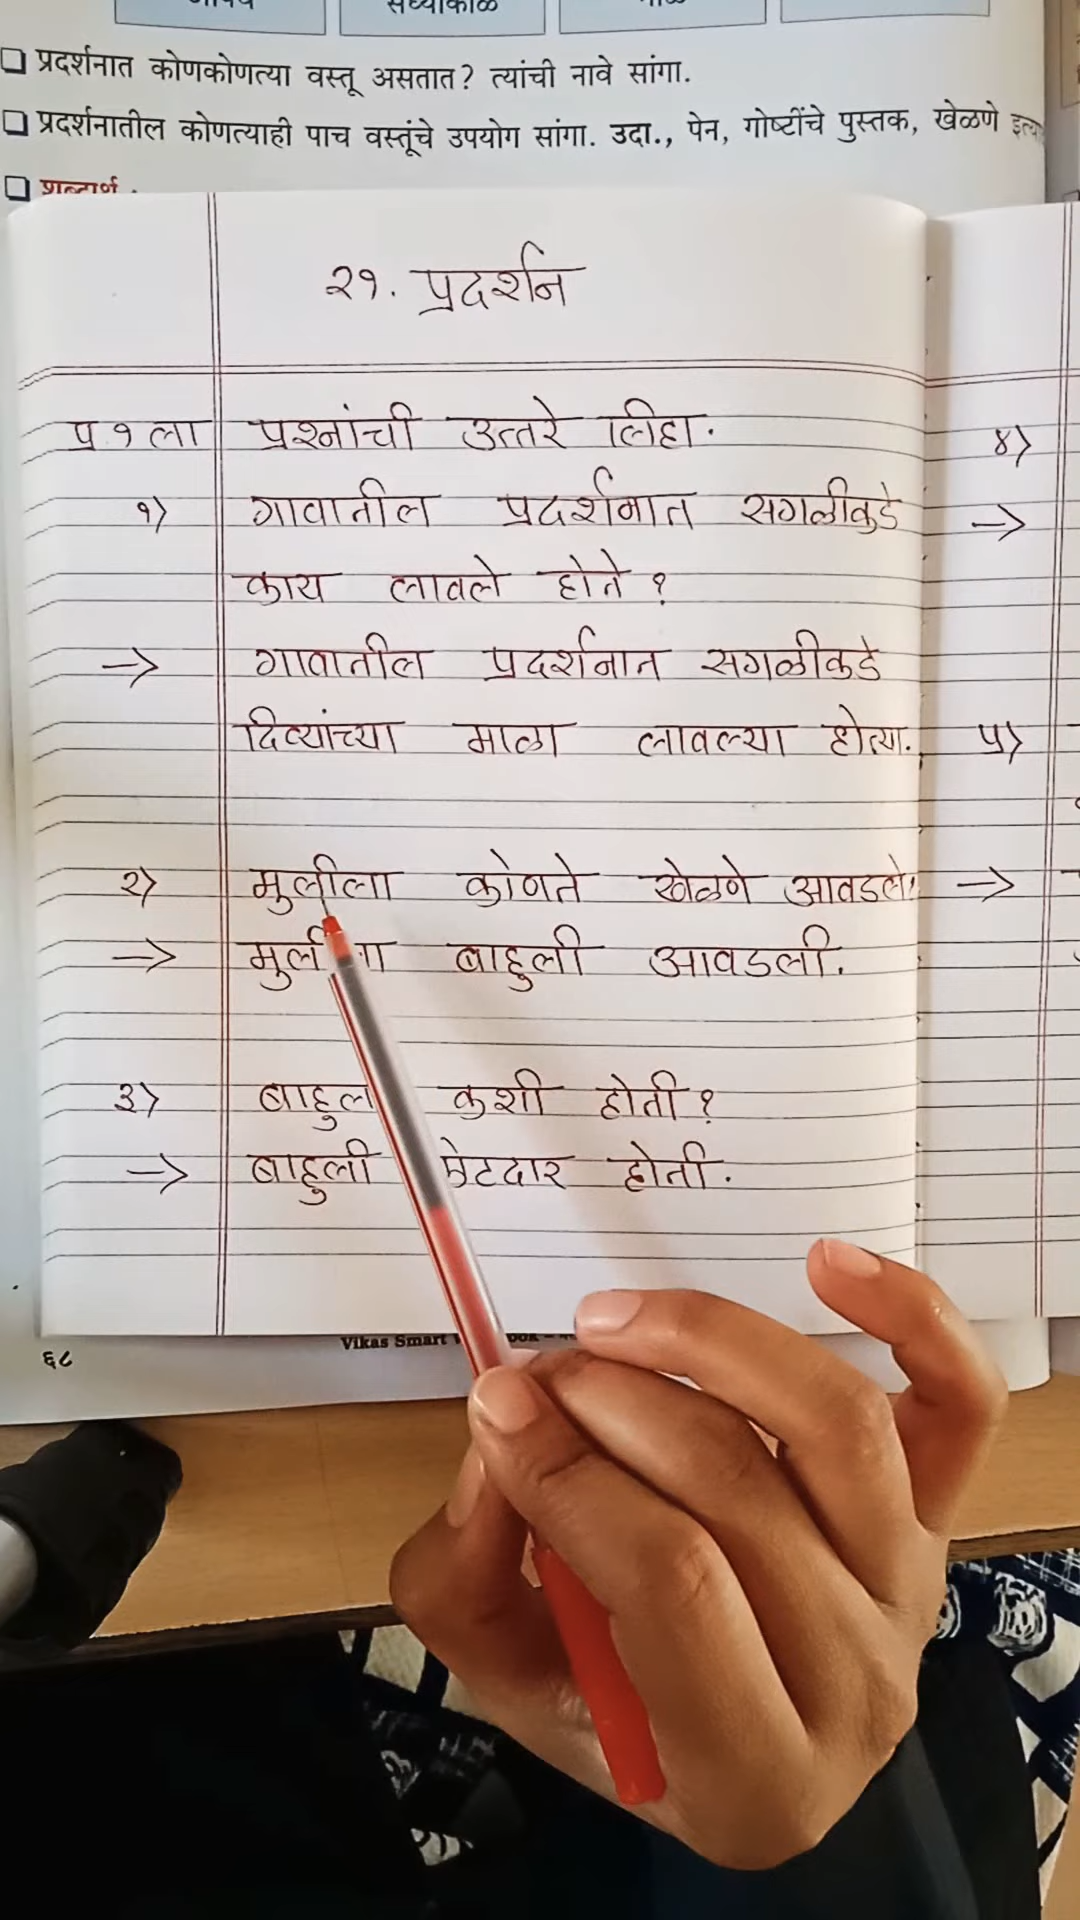 प्रदर्शनात कोणकोणत्या वस्तू असतात? त्यांची नावे सांगा.
प्रदर्शनातील कोणत्याही पाच वस्तूंचे उपयोग सांगा. उदा., पेन, गोष्टींचे पुस्तक, खेळणे
शब्दार्थ :
२१. प्रदर्शन
प्र.१ ला प्रश्नांची उत्तरे लिहा.
१) गावातील प्रदर्शनात सगळीकडे
काय लावले होते ?
→ गावातील प्रदर्शनात सगळीकडे
दिव्यांच्या माळा लावल्या होत्या.
२) मुलीला कोणते खेळणे आवडले?
→ बाहुली आवडली.
३) कशी होती ?
→ बाहुली होती.
४)
→
५)
→
Vikas Smart
६८